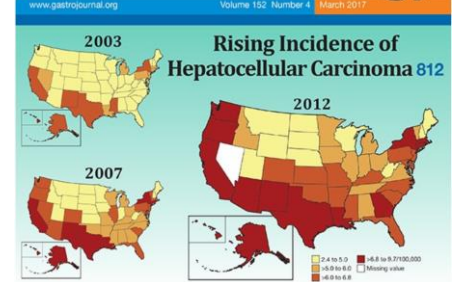 www.gastrojournal.org
Volume 152 Number 4
March 2017
2003
Rising Incidence of
Hepatocellular Carcinoma 812
2012
2007
2.4 to 5.0
>5.0 to 6.0
>6.0 to 6.8
>6.8 to 9.7/100,000
Missing value